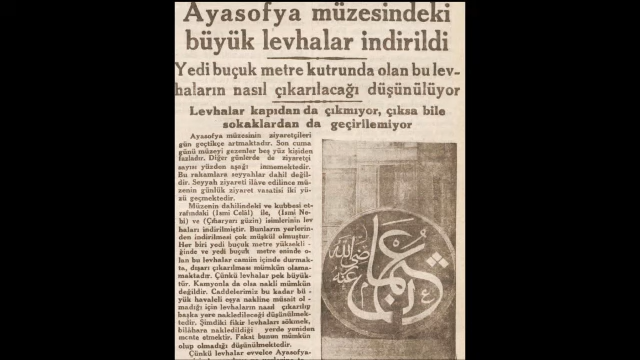 Ayasofya müzesindeki
büyük levhalar indirildi
Yedi buçuk metre kutrunda olan bu lev-
haların nasıl çıkarılacağı düşünülüyor
Levhalar kapıdan da çıkmıyor, çıksa bile
sokaklardan da geçirilemiyor
Ayasofya müzesinin ziyaretçileri
gün geçtikçe artmaktadır. Son cuma
günü müzeyi gezenler beş yüz kişiden
fazladır. Diğer günlerde de ziyaretçi
sayısı yüzden aşağı inmemektedir.
Bu rakamlara seyyahlar dahil değil-
dir. Seyyah ziyareti ilâve edilince mü-
zenin günlük ziyaret vasatisi iki yü-
zü geçmektedir.
Müzenin dahilindeki ve kubbesi et-
rafındaki (İsmi Celâl) ile, (İsmi Ne-
bi) ve (Çıharyarı güzin) isimlerinin lev
haları indirilmiştir. Bunların yerlerin-
den indirilmesi çok müşkül olmuştur.
Her biri yedi buçuk metre yüksekli -
ğinde ve yedi buçuk metre eninde o-
lan bu levhalar camiin içinde durmak-
ta, dışarı çıkarılması mümkün olama-
maktadır. Çünkü levhalar pek büyük-
tür. Kamyonla da olsa nakli mümkün
değildir. Caddelerimiz bu kadar bü -
yük havaleli eşya nakline müsait ol -
madığı için levhaların nasıl çıkarılıp
başka yere nakledileceği düşünülmek-
tedir. Şimdiki fikir levhaları sökmek,
bilâhara nakledildiği yerde yeniden
monte etmektir. Fakat bunun mümkün
olup olmadığı düşünülmektedir.
Çünkü levhalar evvelce Ayasofya-
عثمان
رضي الله
عنه